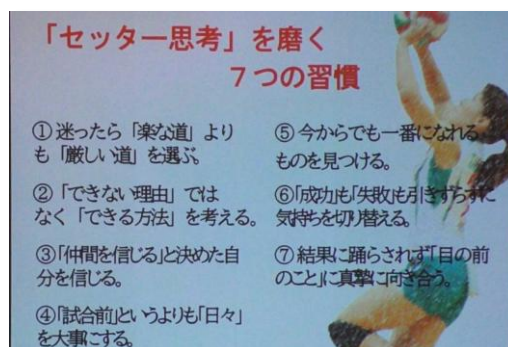 「セッター思考」を磨く
７つの習慣
① 迷ったら「楽な道」より
も「厳しい道」を選ぶ。
② 「できない理由」では
なく「できる方法」を考える。
③「仲間を信じる」と決めた自
分を信じる。
④「試合前」というよりも「日々」
を大事にする。
⑤ 今からでも一番になれる
ものを見つける。
⑥「成功」も「失敗」も引きずらずに
気持ちを切り替える。
⑦ 結果に踊らされず「目の前
のこと」に真摯に向き合う。